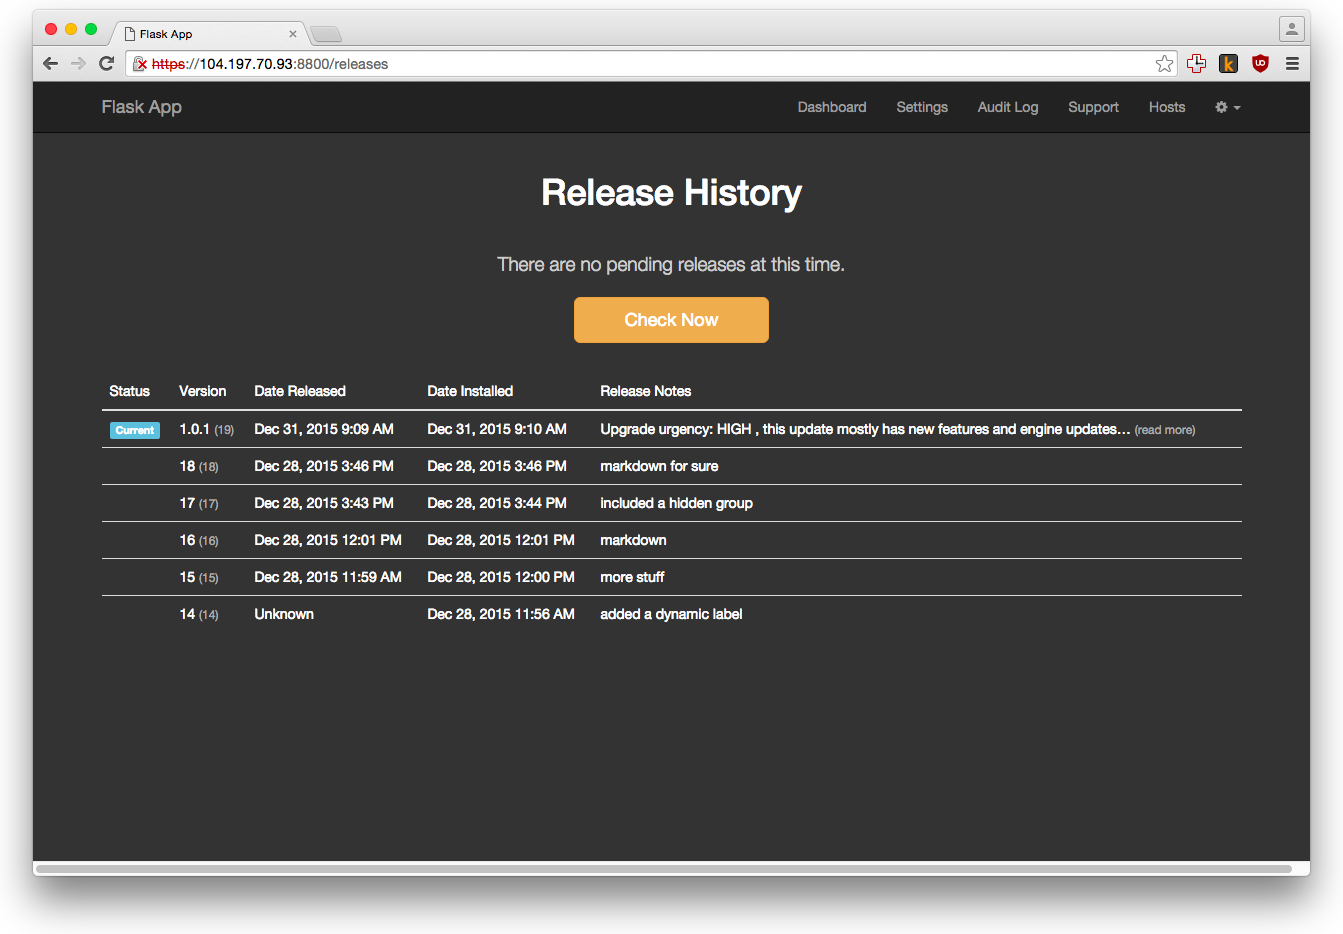 Flask App
https://104.197.70.93:8800/releases
Flask App Dashboard Settings Audit Log Support Hosts
Release History
There are no pending releases at this time.
Check Now
Status Version Date Released Date Installed Release Notes
Current 1.0.1 (19) Dec 31, 2015 9:09 AM Dec 31, 2015 9:10 AM Upgrade urgency: HIGH , this update mostly has new features and engine updates... (read more)
18 (18) Dec 28, 2015 3:46 PM Dec 28, 2015 3:46 PM markdown for sure
17 (17) Dec 28, 2015 3:43 PM Dec 28, 2015 3:44 PM included a hidden group
16 (16) Dec 28, 2015 12:01 PM Dec 28, 2015 12:01 PM markdown
15 (15) Dec 28, 2015 11:59 AM Dec 28, 2015 12:00 PM more stuff
14 (14) Unknown Dec 28, 2015 11:56 AM added a dynamic label